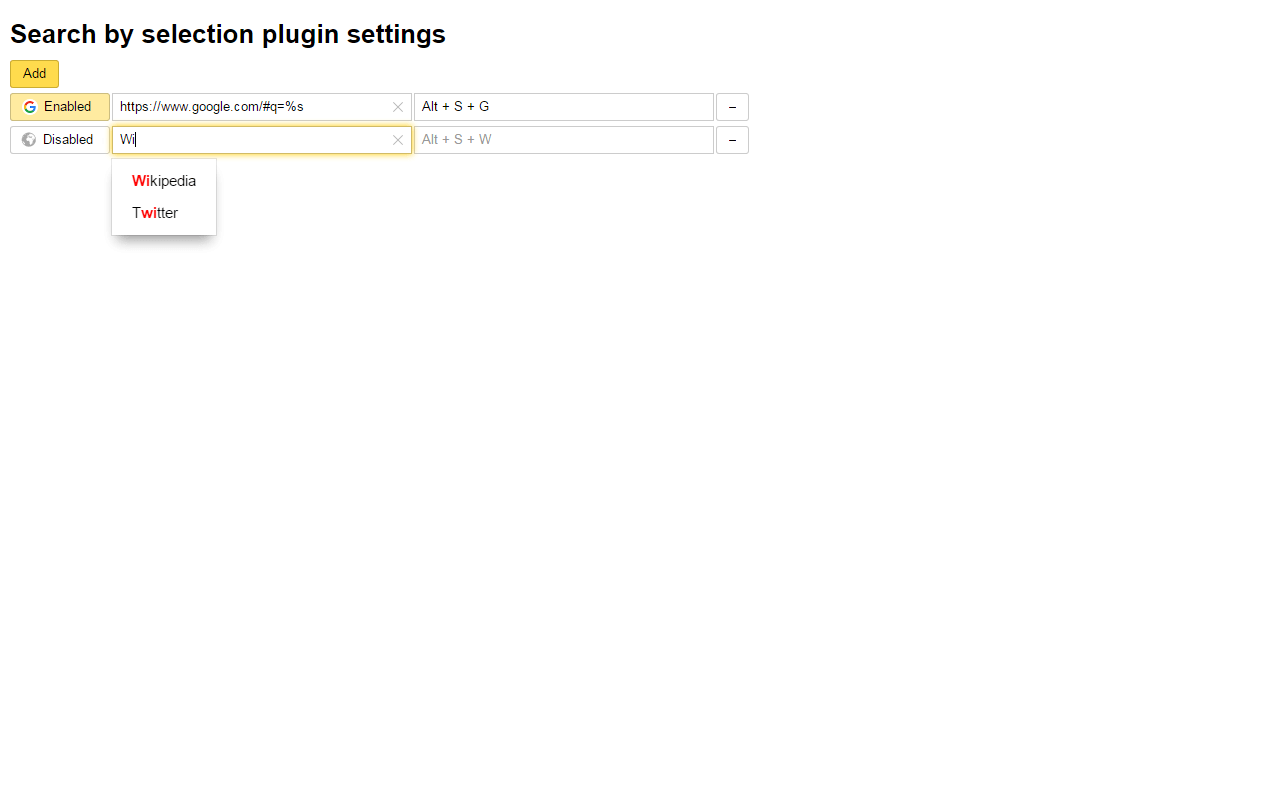 Search by selection plugin settings
Add
Enabled https://www.google.com/#q=%s Alt + S + G –
Disabled Wi Alt + S + W –
Wikipedia
Twitter